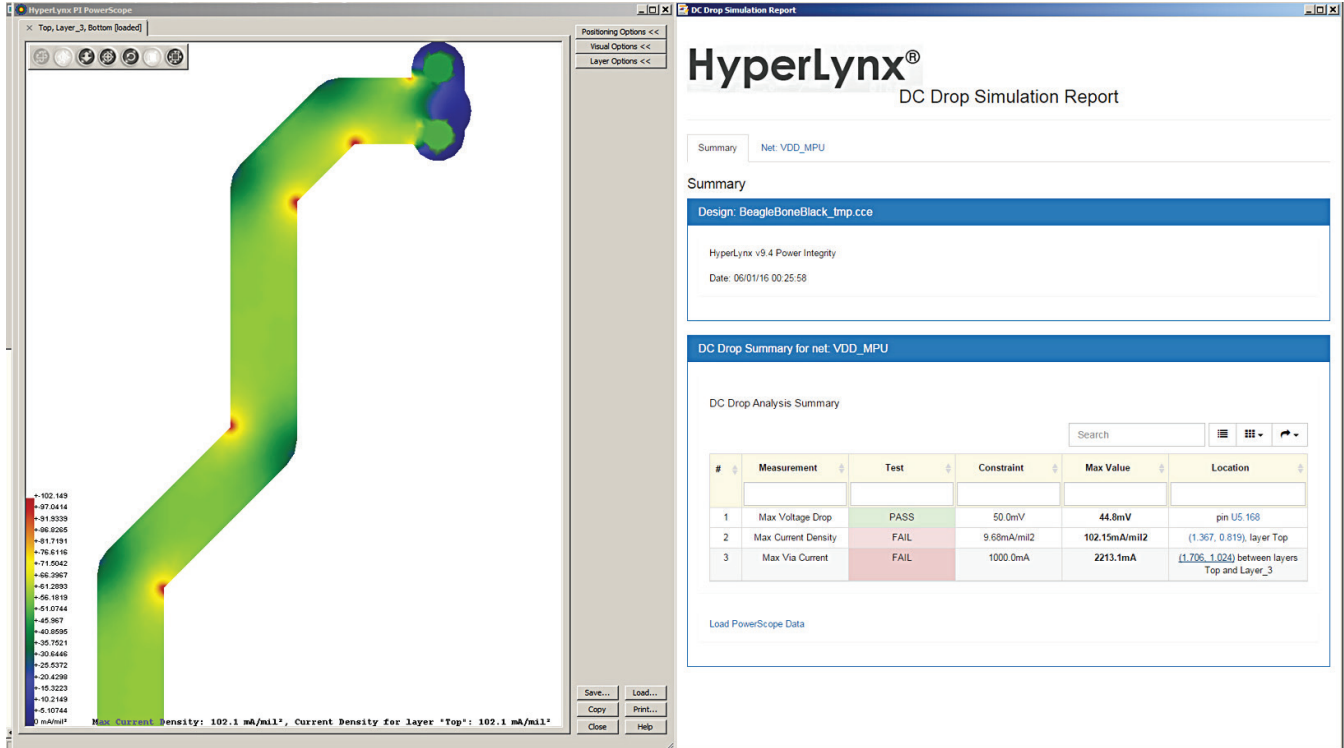 HyperLynx PI PowerScope
Top, Layer_3, Bottom [loaded]
Positioning Options <<
Visual Options <<
Layer Options <<
-102.149
-97.0414
-91.9339
-86.8265
-81.7191
-76.6116
-71.5042
-66.3967
-61.2893
-56.1819
-51.0744
-45.967
-40.8595
-35.7521
-30.6446
-25.5372
-20.4298
-15.3223
-10.2149
-5.10744
0 mA/mil²
Max Current Density: 102.1 mA/mil², Current Density for layer "Top": 102.1 mA/mil²
Save...
Load...
Copy
Print...
Close
Help
DC Drop Simulation Report
HyperLynx®
DC Drop Simulation Report
Summary
Net: VDD_MPU
Summary
Design: BeagleBoneBlack_tmp.cce
HyperLynx v9.4 Power Integrity
Date: 06/01/16 00:25:58
DC Drop Summary for net: VDD_MPU
DC Drop Analysis Summary
Search
# Measurement Test Constraint Max Value Location
1 Max Voltage Drop PASS 50.0mV 44.8mV pin U5.168
2 Max Current Density FAIL 9.68mA/mil2 102.15mA/mil2 (1.367, 0.819), layer Top
3 Max Via Current FAIL 1000.0mA 2213.1mA (1.706, 1.024) between layers
Top and Layer_3
Load PowerScope Data